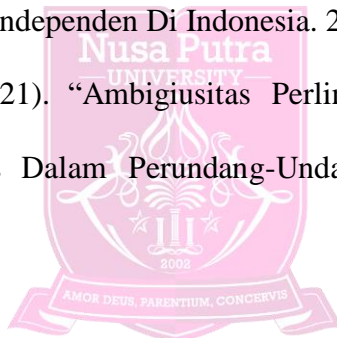 ndependen Di Indonesia. 2
Nusa Putra
UNIVERSITY
21). “Ambigiusitas Perlin
Dalam Perundang-Unda
2002
AMOR DEUS, PARENTIUM, CONCERVIS